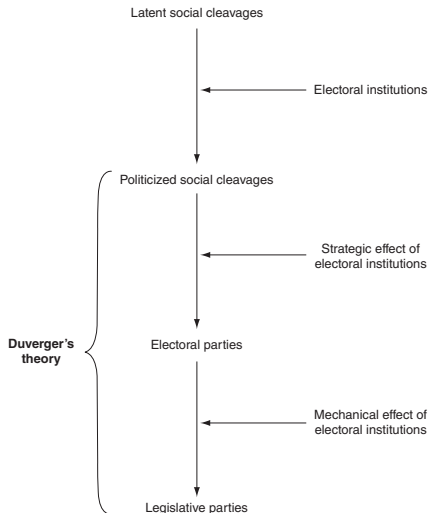 Latent social cleavages
Electoral institutions
Politicized social cleavages
Strategic effect of
electoral institutions
Duverger's
theory
Electoral parties
Mechanical effect of
electoral institutions
Legislative parties